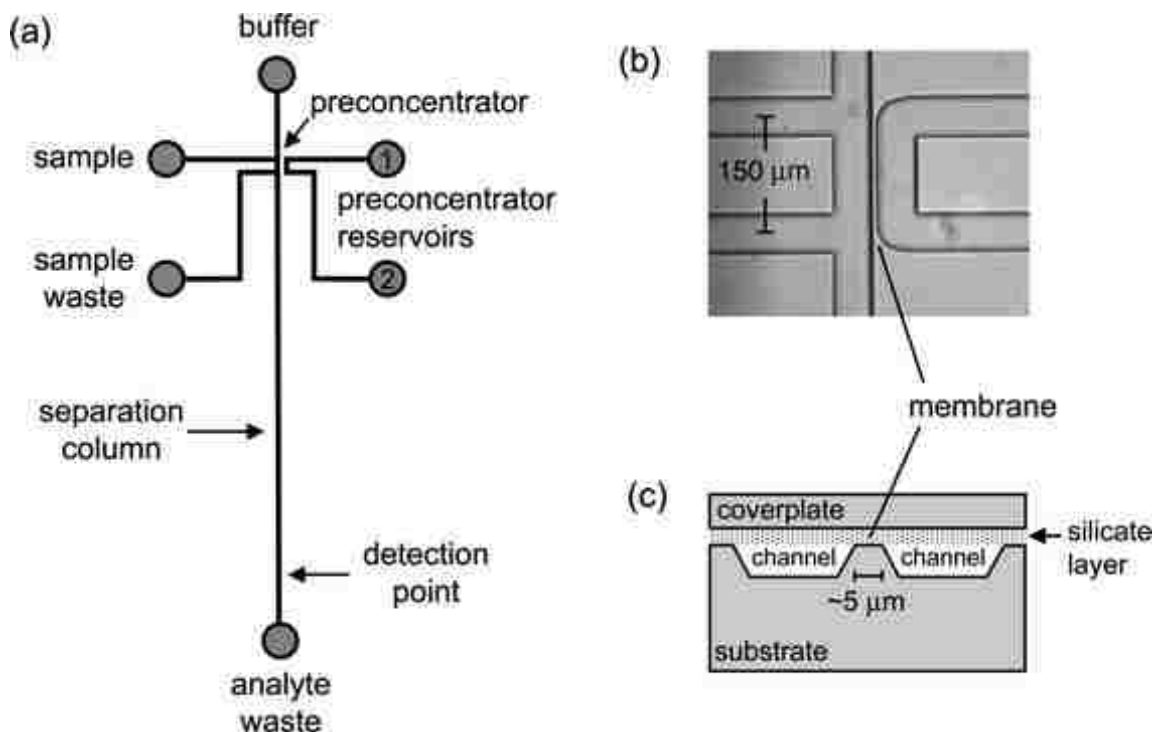 (a)
buffer
preconcentrator
sample
1
preconcentrator
reservoirs
sample
waste
2
separation
column
detection
point
analyte
waste
(b)
150 µm
membrane
(c)
coverplate
silicate
layer
channel
channel
~5 µm
substrate